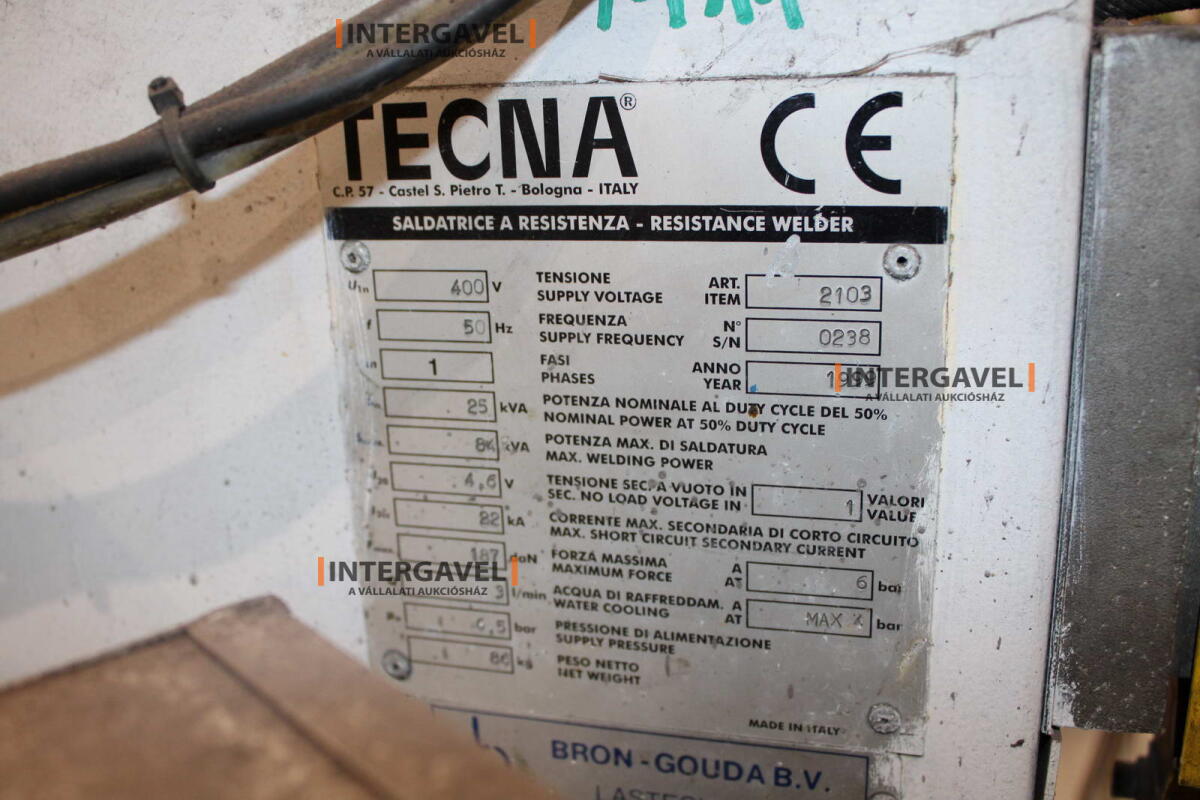 INTERGAVEL
A VÁLLALATI AUKCIÓSHÁZ
TECNA® CE
C.P. 57 - Castel S. Pietro T. - Bologna - ITALY
SALDATRICE A RESISTENZA - RESISTANCE WELDER
U1n 400 V TENSIONE SUPPLY VOLTAGE ART. ITEM 2103
f 50 Hz FREQUENZA SUPPLY FREQUENCY N° S/N 0238
1 FASI PHASES ANNO YEAR
INTERGAVEL
A VÁLLALATI AUKCIÓSHÁZ
25 kVA POTENZA NOMINALE AL DUTY CYCLE DEL 50%
NOMINAL POWER AT 50% DUTY CYCLE
84 kVA POTENZA MAX. DI SALDATURA
MAX. WELDING POWER
4,6 V TENSIONE SEC. A VUOTO IN
SEC. NO LOAD VOLTAGE IN 1 VALORI VALUE
22 kA CORRENTE MAX. SECONDARIA DI CORTO CIRCUITO
MAX. SHORT CIRCUIT SECONDARY CURRENT
187 daN FORZA MASSIMA MAXIMUM FORCE A AT 6 bar
INTERGAVEL
A VÁLLALATI AUKCIÓSHÁZ
3 l/min ACQUA DI RAFFREDDAM. WATER COOLING A AT MAX bar
bar PRESSIONE DI ALIMENTAZIONE
SUPPLY PRESSURE
kg PESO NETTO
NET WEIGHT
MADE IN ITALY
BRON - GOUDA B.V.